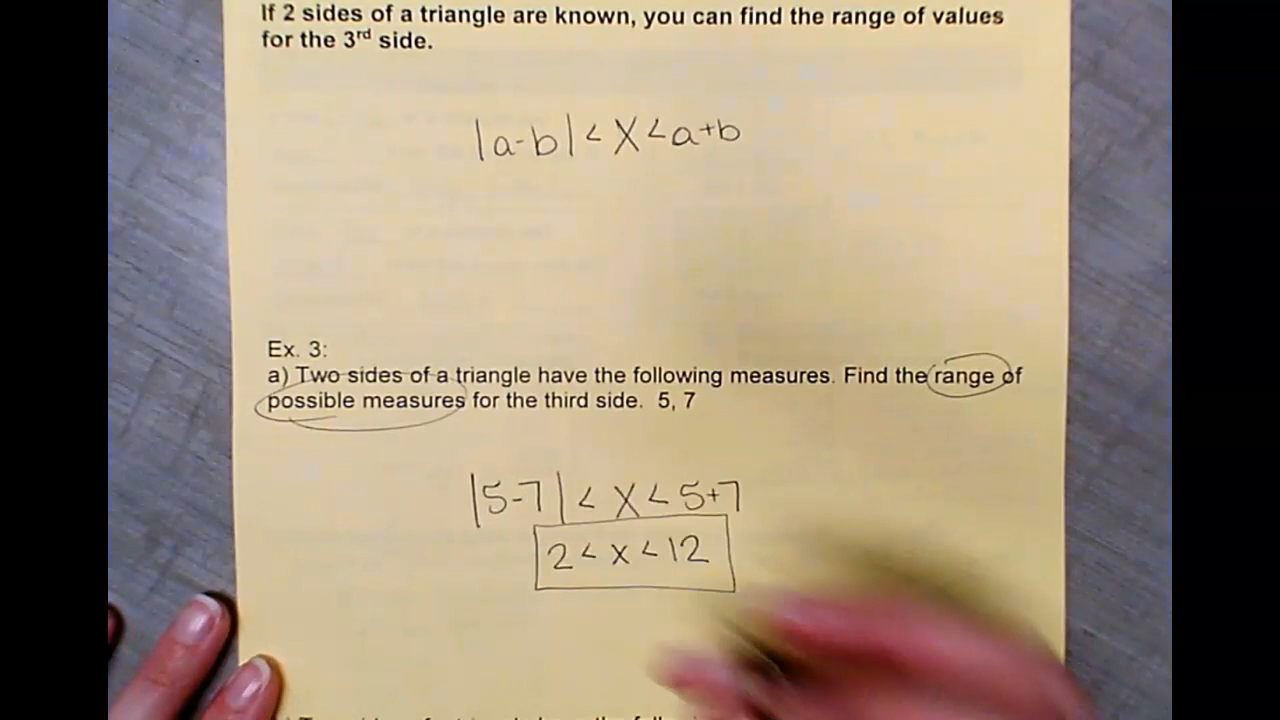 If 2 sides of a triangle are known, you can find the range of values
for the 3rd side.
|a-b| < x < a+b
Ex. 3:
a) Two sides of a triangle have the following measures. Find the range of
possible measures for the third side. 5, 7
|5-7| < x < 5+7
2 < x < 12